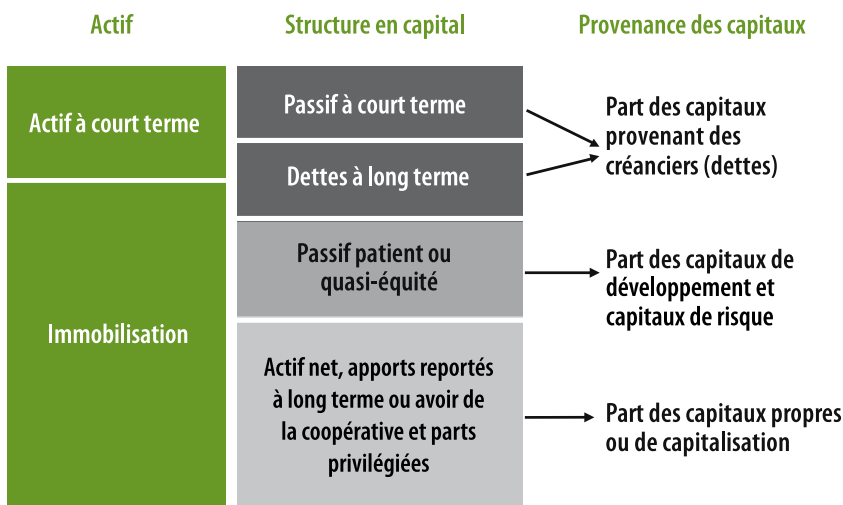 Actif
Structure en capital
Provenance des capitaux
Actif à court terme
Immobilisation
Passif à court terme
Dettes à long terme
Passif patient ou
quasi-équité
Actif net, apports reportés
à long terme ou avoir de
la coopérative et parts
privilégiées
Part des capitaux
provenant des
créanciers (dettes)
Part des capitaux de
développement et
capitaux de risque
Part des capitaux propres
ou de capitalisation